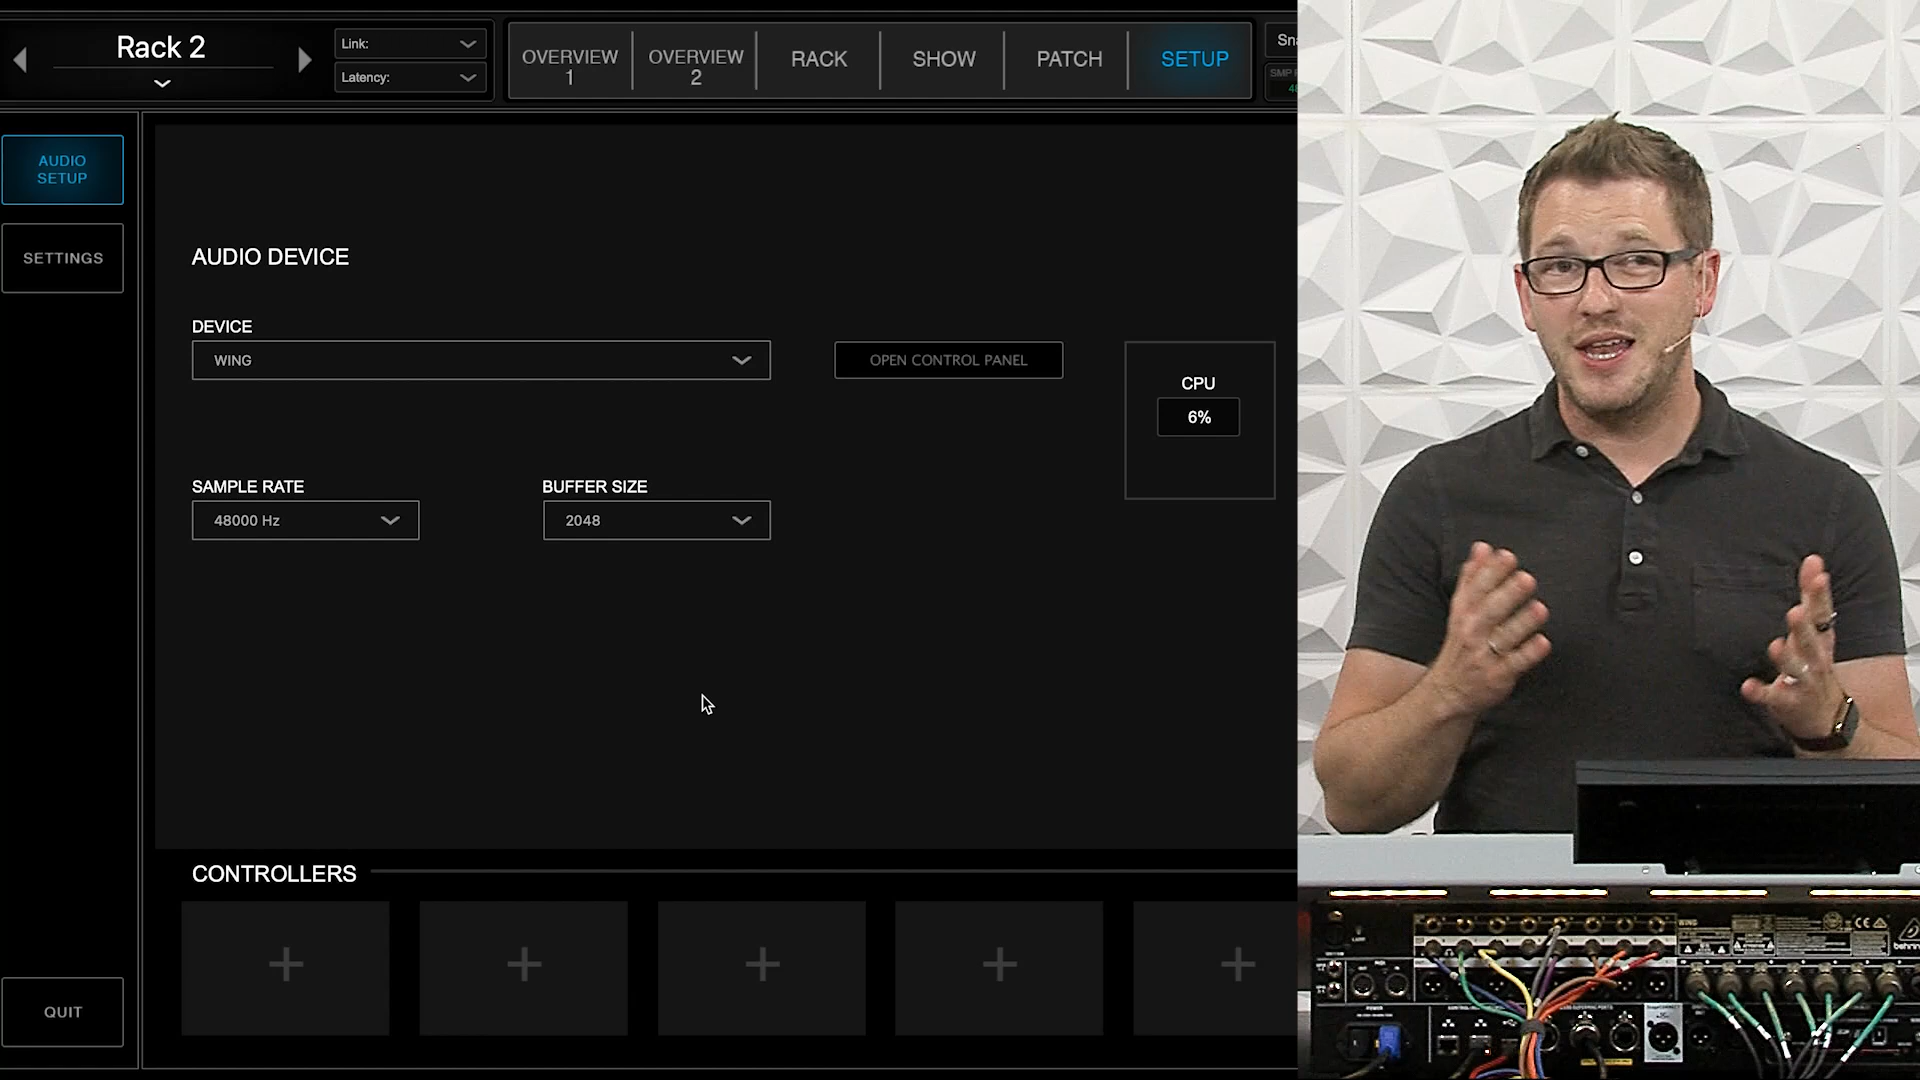 Rack 2
Link:
Latency:
OVERVIEW
1
OVERVIEW
2
RACK
SHOW
PATCH
SETUP
AUDIO
SETUP
SETTINGS
AUDIO DEVICE
DEVICE
WING
OPEN CONTROL PANEL
CPU
6%
SAMPLE RATE
48000 Hz
BUFFER SIZE
2048
CONTROLLERS
QUIT